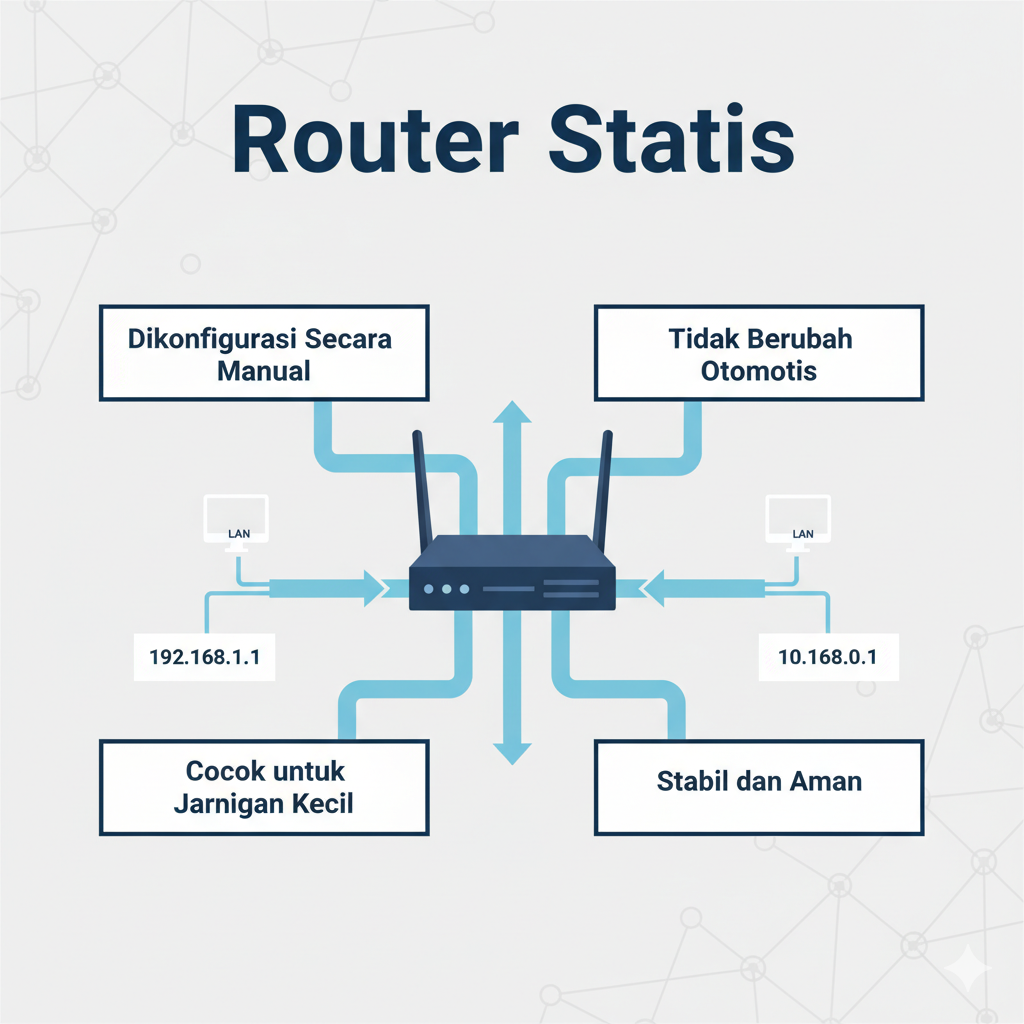 Router Statis
Dikonfigurasi Secara
Manual
Tidak Berubah
Otomotis
LAN
LAN
192.168.1.1
10.168.0.1
Cocok untuk
Jarnigan Kecil
Stabil dan Aman